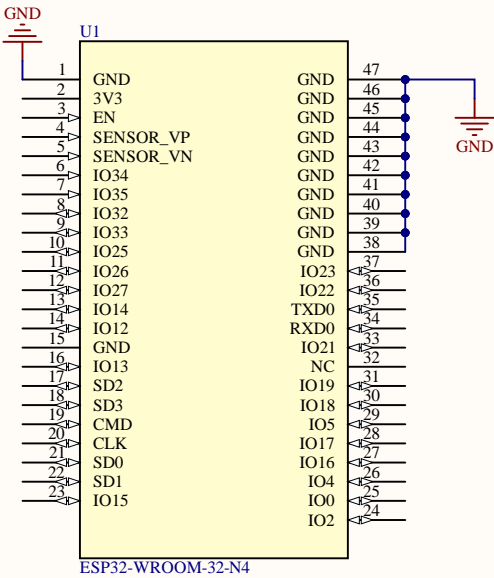 GND
U1
1 GND GND 47
2 3V3 GND 46
3 EN GND 45
4 SENSOR_VP GND 44
5 SENSOR_VN GND 43
6 IO34 GND 42
7 IO35 GND 41
8 IO32 GND 40
9 IO33 GND 39
10 IO25 GND 38
11 IO26 IO23 37
12 IO27 IO22 36
13 IO14 TXD0 35
14 IO12 RXD0 34
15 GND IO21 33
16 IO13 NC 32
17 SD2 IO19 31
18 SD3 IO18 30
19 CMD IO5 29
20 CLK IO17 28
21 SD0 IO16 27
22 SD1 IO4 26
23 IO15 IO0 25
IO2 24
GND
ESP32-WROOM-32-N4